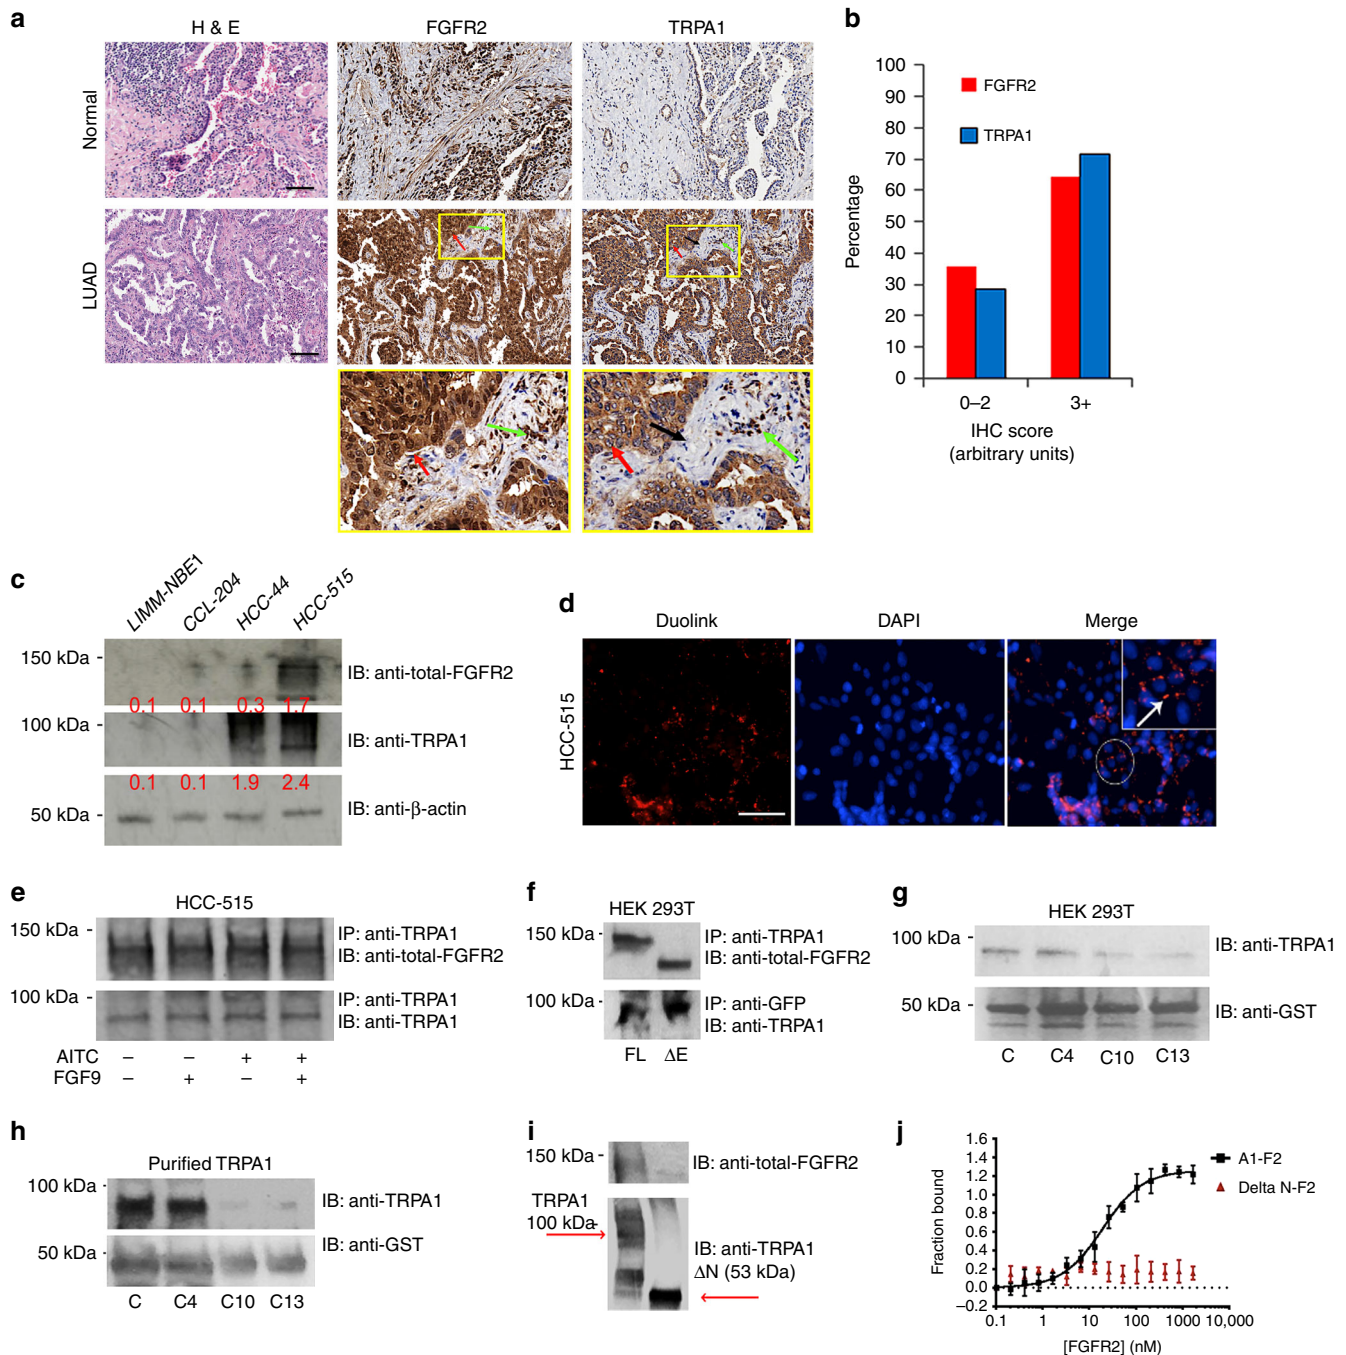 a
H & E
FGFR2
TRPA1
Normal
LUAD
b
100
90
80
70
60
50
40
30
20
10
0
Percentage
FGFR2
TRPA1
0–2
3+
IHC score
(arbitrary units)
c
LIMM-NBE1
CCL-204
HCC-44
HCC-515
150 kDa
IB: anti-total-FGFR2
0.1 0.1 0.3 1.7
100 kDa
IB: anti-TRPA1
0.1 0.1 1.9 2.4
50 kDa
IB: anti-β-actin
d
Duolink
DAPI
Merge
HCC-515
e
HCC-515
150 kDa
IP: anti-TRPA1
IB: anti-total-FGFR2
100 kDa
IP: anti-TRPA1
IB: anti-TRPA1
AITC – – + +
FGF9 – + – +
f
HEK 293T
150 kDa
IP: anti-TRPA1
IB: anti-total-FGFR2
100 kDa
IP: anti-GFP
IB: anti-TRPA1
FL ΔE
g
HEK 293T
100 kDa
IB: anti-TRPA1
50 kDa
IB: anti-GST
C C4 C10 C13
h
Purified TRPA1
100 kDa
IB: anti-TRPA1
50 kDa
IB: anti-GST
C C4 C10 C13
i
150 kDa
IB: anti-total-FGFR2
TRPA1
100 kDa
IB: anti-TRPA1
ΔN (53 kDa)
j
1.6
1.4
1.2
1.0
0.8
0.6
0.4
0.2
0.0
–0.2
Fraction bound
A1-F2
Delta N-F2
0.1 1 10 100 1000 10,000
[FGFR2] (nM)